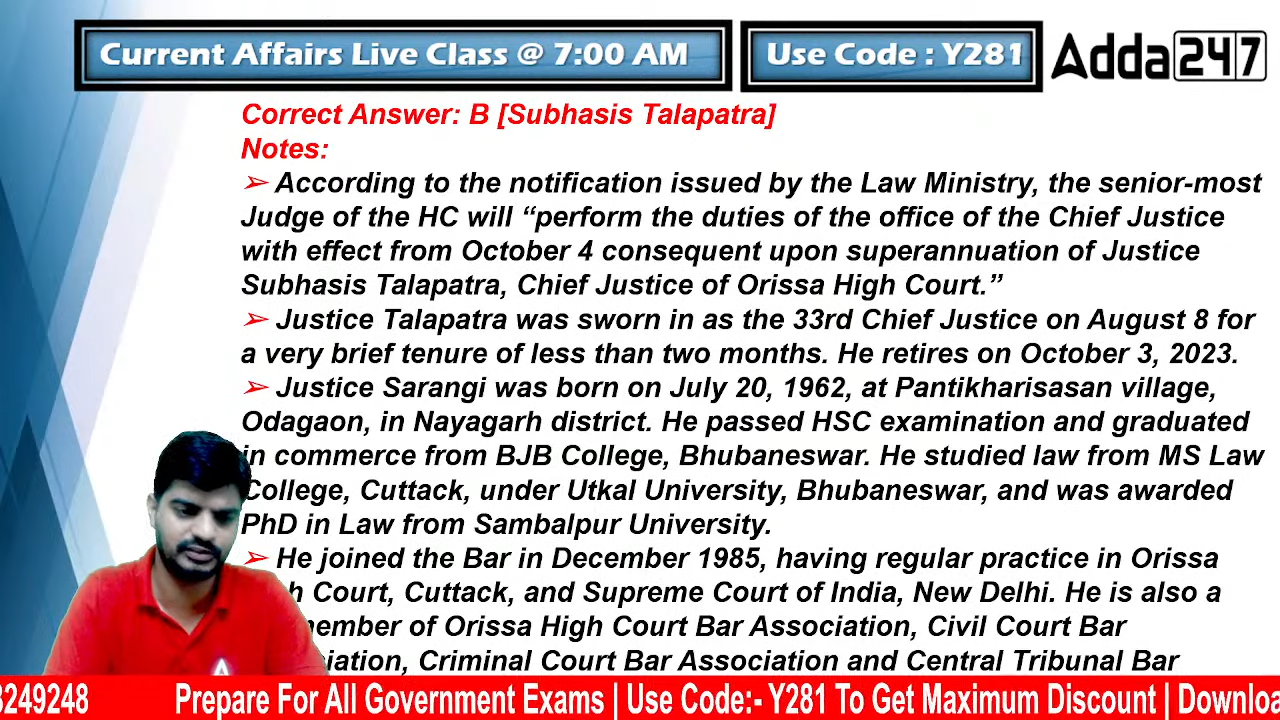 Current Affairs Live Class @ 7:00 AM
Use Code : Y281
Adda247
Correct Answer: B [Subhasis Talapatra]
Notes:
➢ According to the notification issued by the Law Ministry, the senior-most
Judge of the HC will “perform the duties of the office of the Chief Justice
with effect from October 4 consequent upon superannuation of Justice
Subhasis Talapatra, Chief Justice of Orissa High Court.”
➢ Justice Talapatra was sworn in as the 33rd Chief Justice on August 8 for
a very brief tenure of less than two months. He retires on October 3, 2023.
➢ Justice Sarangi was born on July 20, 1962, at Pantikharisasan village,
Odagaon, in Nayagarh district. He passed HSC examination and graduated
in commerce from BJB College, Bhubaneswar. He studied law from MS Law
College, Cuttack, under Utkal University, Bhubaneswar, and was awarded
PhD in Law from Sambalpur University.
➢ He joined the Bar in December 1985, having regular practice in Orissa
Court, Cuttack, and Supreme Court of India, New Delhi. He is also a
member of Orissa High Court Bar Association, Civil Court Bar
Criminal Court Bar Association and Central Tribunal Bar
3249248 Prepare For All Government Exams | Use Code:- Y281 To Get Maximum Discount |